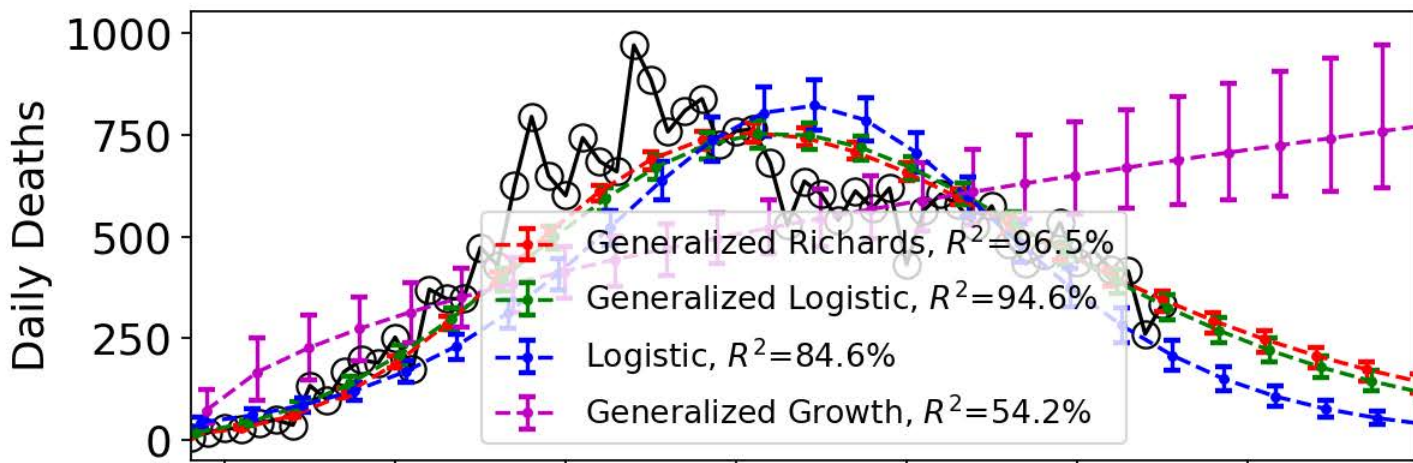 1000
750
500
250
0
Daily Deaths
Generalized Richards, R²=96.5%
Generalized Logistic, R²=94.6%
Logistic, R²=84.6%
Generalized Growth, R²=54.2%